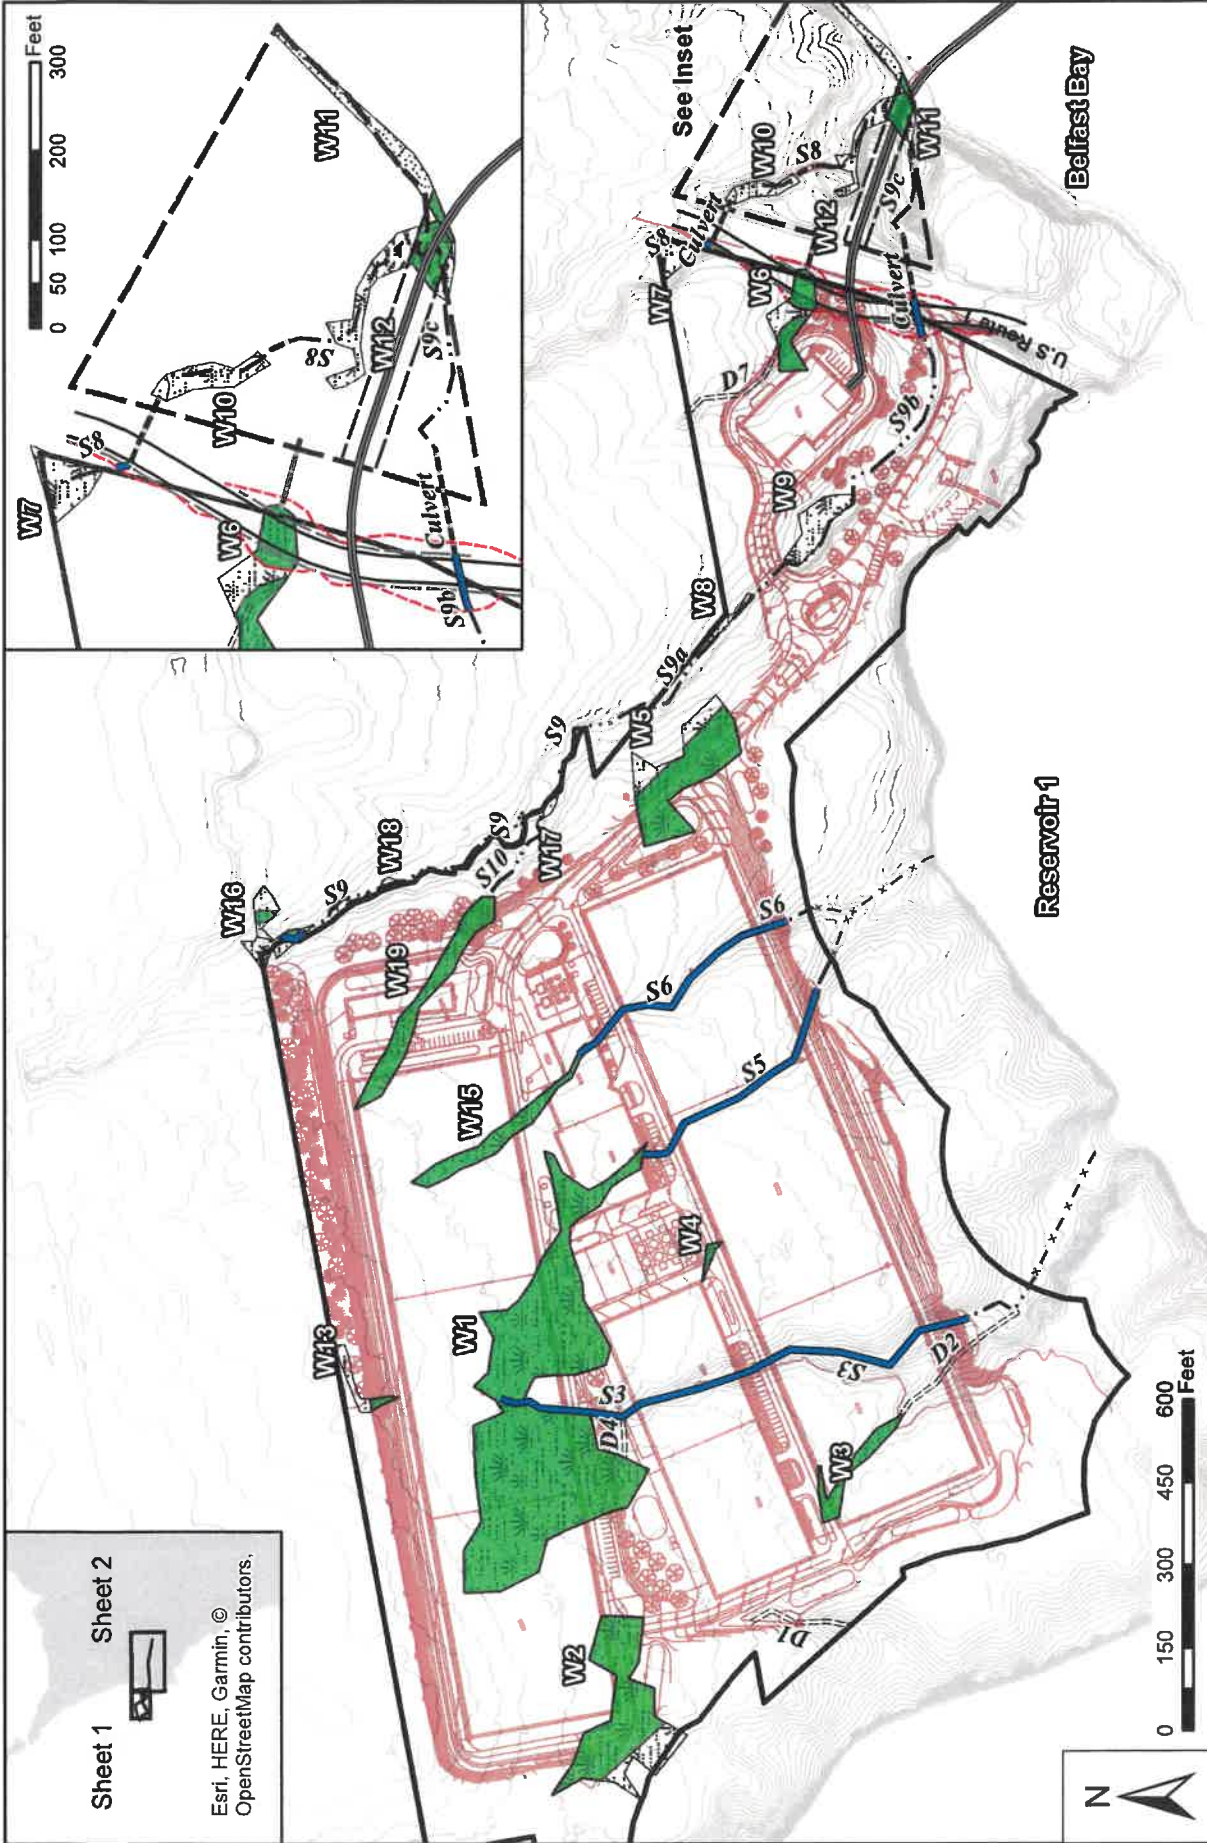 Sheet 1 Sheet 2
Esri, HERE, Garmin, ©
OpenStreetMap contributors,
W16
W18
S9
W19
S10
S9
W17
S9
W13
W15
W1
W5
S9a
W8
S6
S6
S5
W4
S3
D4
S3
D2
W3
W2
D1
Reservoir 1
W7
S8
Culvert
See Inset
W10
S8
W6
W12
D7
W9
S9b
Culvert
S9c
W11
U.S Route
Belfast Bay
W7
S8
W10
S8
W11
W6
W12
S9c
Culvert
S9b
0 50 100 200 300
Feet
0 150 300 450 600
Feet
N